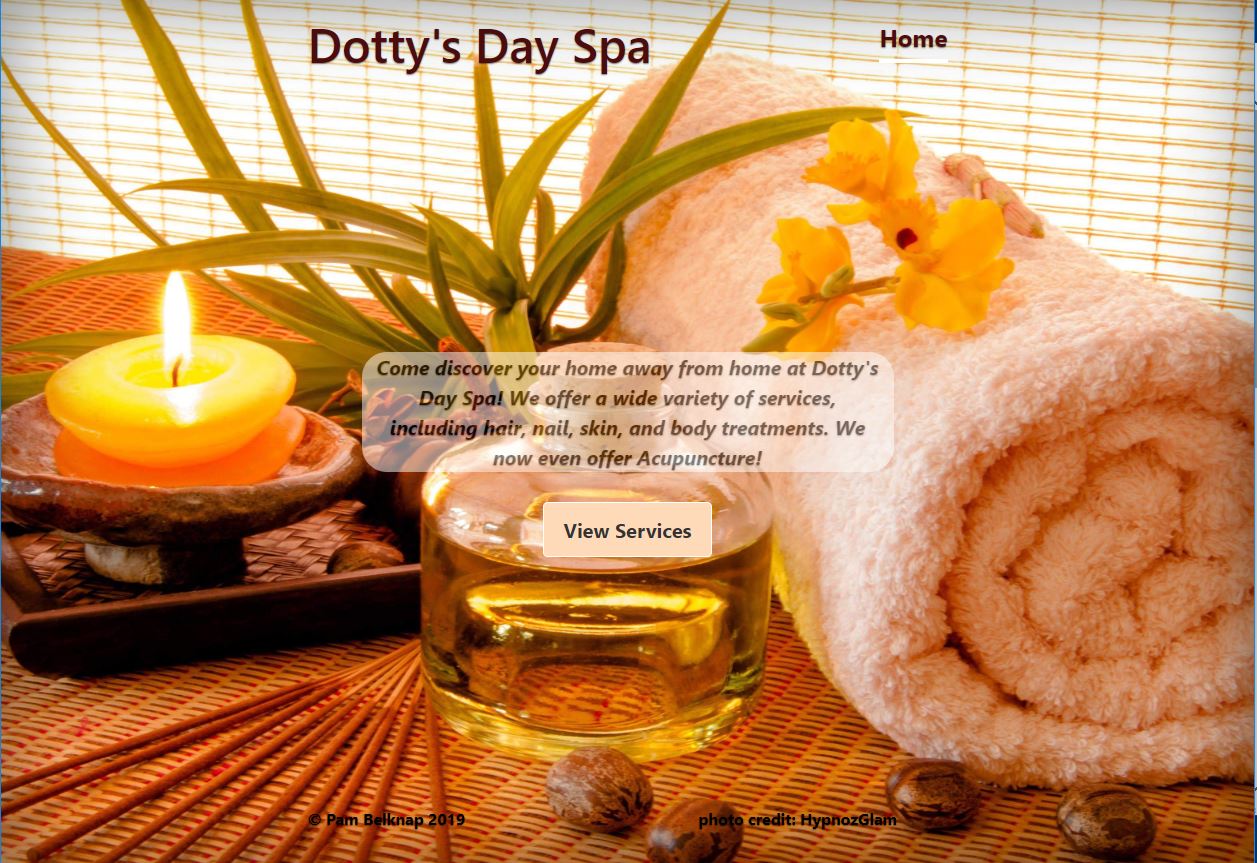 Dotty's Day Spa
Home
Come discover your home away from home at Dotty's
Day Spa! We offer a wide variety of services,
including hair, nail, skin, and body treatments. We
now even offer Acupuncture!
View Services
© Pam Belknap 2019
photo credit: HypnozGlam